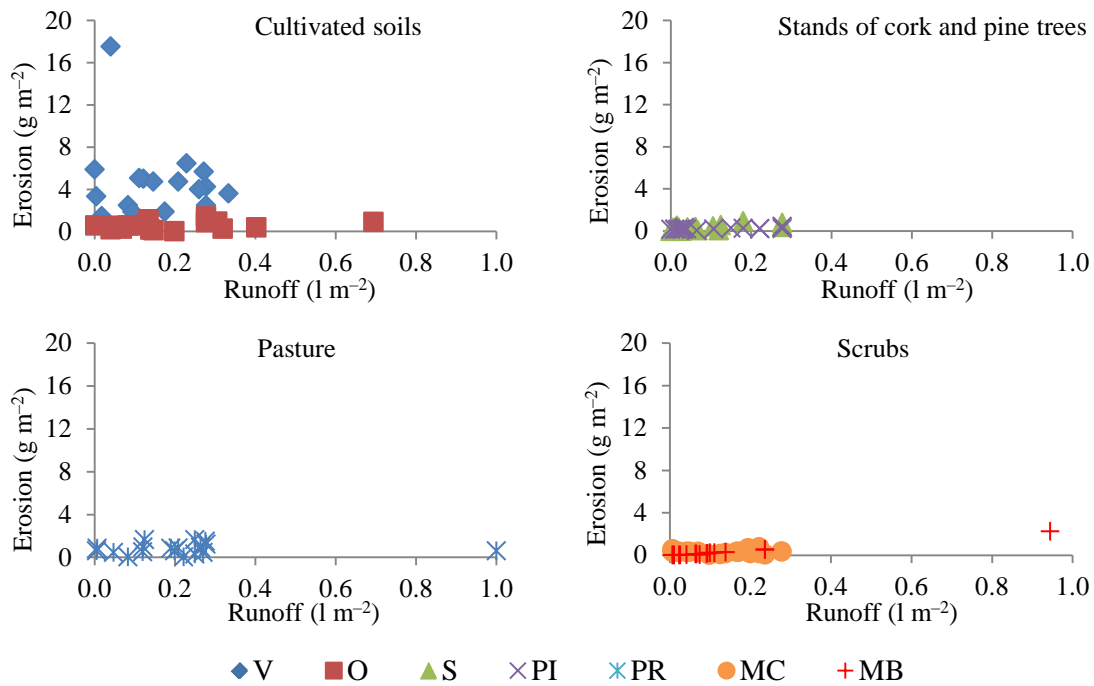 Cultivated soils
Erosion (g m⁻²)
20
16
12
8
4
0
0.0 0.2 0.4 0.6 0.8 1.0
Runoff (l m⁻²)
Stands of cork and pine trees
Erosion (g m⁻²)
20
16
12
8
4
0
0.0 0.2 0.4 0.6 0.8 1.0
Runoff (l m⁻²)
Pasture
Erosion (g m⁻²)
20
16
12
8
4
0
0.0 0.2 0.4 0.6 0.8 1.0
Runoff (l m⁻²)
Scrubs
Erosion (g m⁻²)
20
16
12
8
4
0
0.0 0.2 0.4 0.6 0.8 1.0
Runoff (l m⁻²)
V O S PI PR MC MB